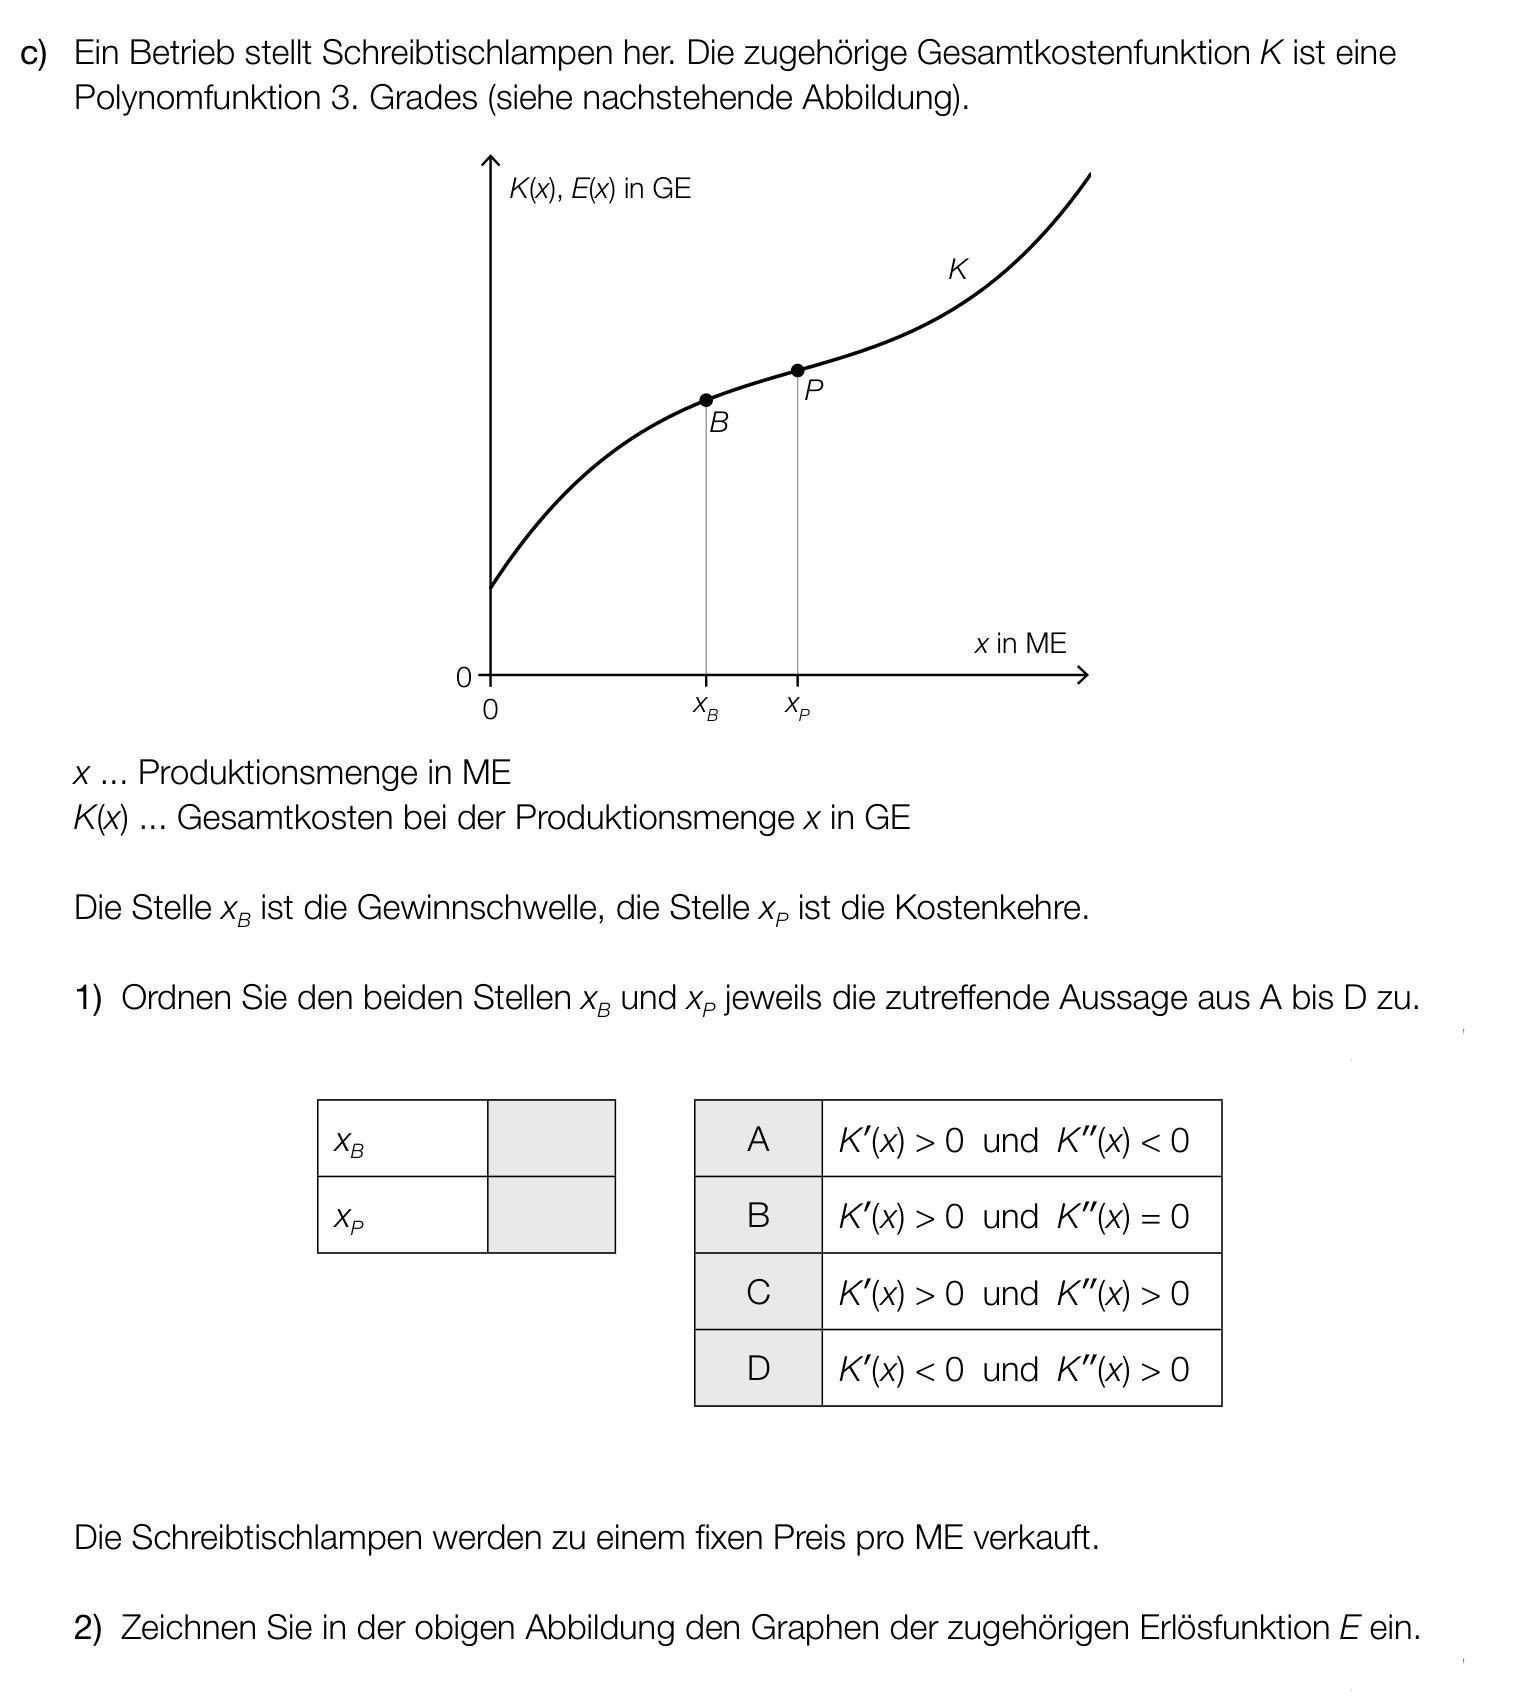 c) Ein Betrieb stellt Schreibtischlampen her. Die zugehörige Gesamtkostenfunktion K ist eine
Polynomfunktion 3. Grades (siehe nachstehende Abbildung).
K(x), E(x) in GE
K
P
B
x in ME
0
0
x_B
x_P
x ... Produktionsmenge in ME
K(x) ... Gesamtkosten bei der Produktionsmenge x in GE
Die Stelle x_B ist die Gewinnschwelle, die Stelle x_P ist die Kostenkehre.
1) Ordnen Sie den beiden Stellen x_B und x_P jeweils die zutreffende Aussage aus A bis D zu.
x_B
x_P
A K′(x) > 0 und K″(x) < 0
B K′(x) > 0 und K″(x) = 0
C K′(x) > 0 und K″(x) > 0
D K′(x) < 0 und K″(x) > 0
Die Schreibtischlampen werden zu einem fixen Preis pro ME verkauft.
2) Zeichnen Sie in der obigen Abbildung den Graphen der zugehörigen Erlösfunktion E ein.